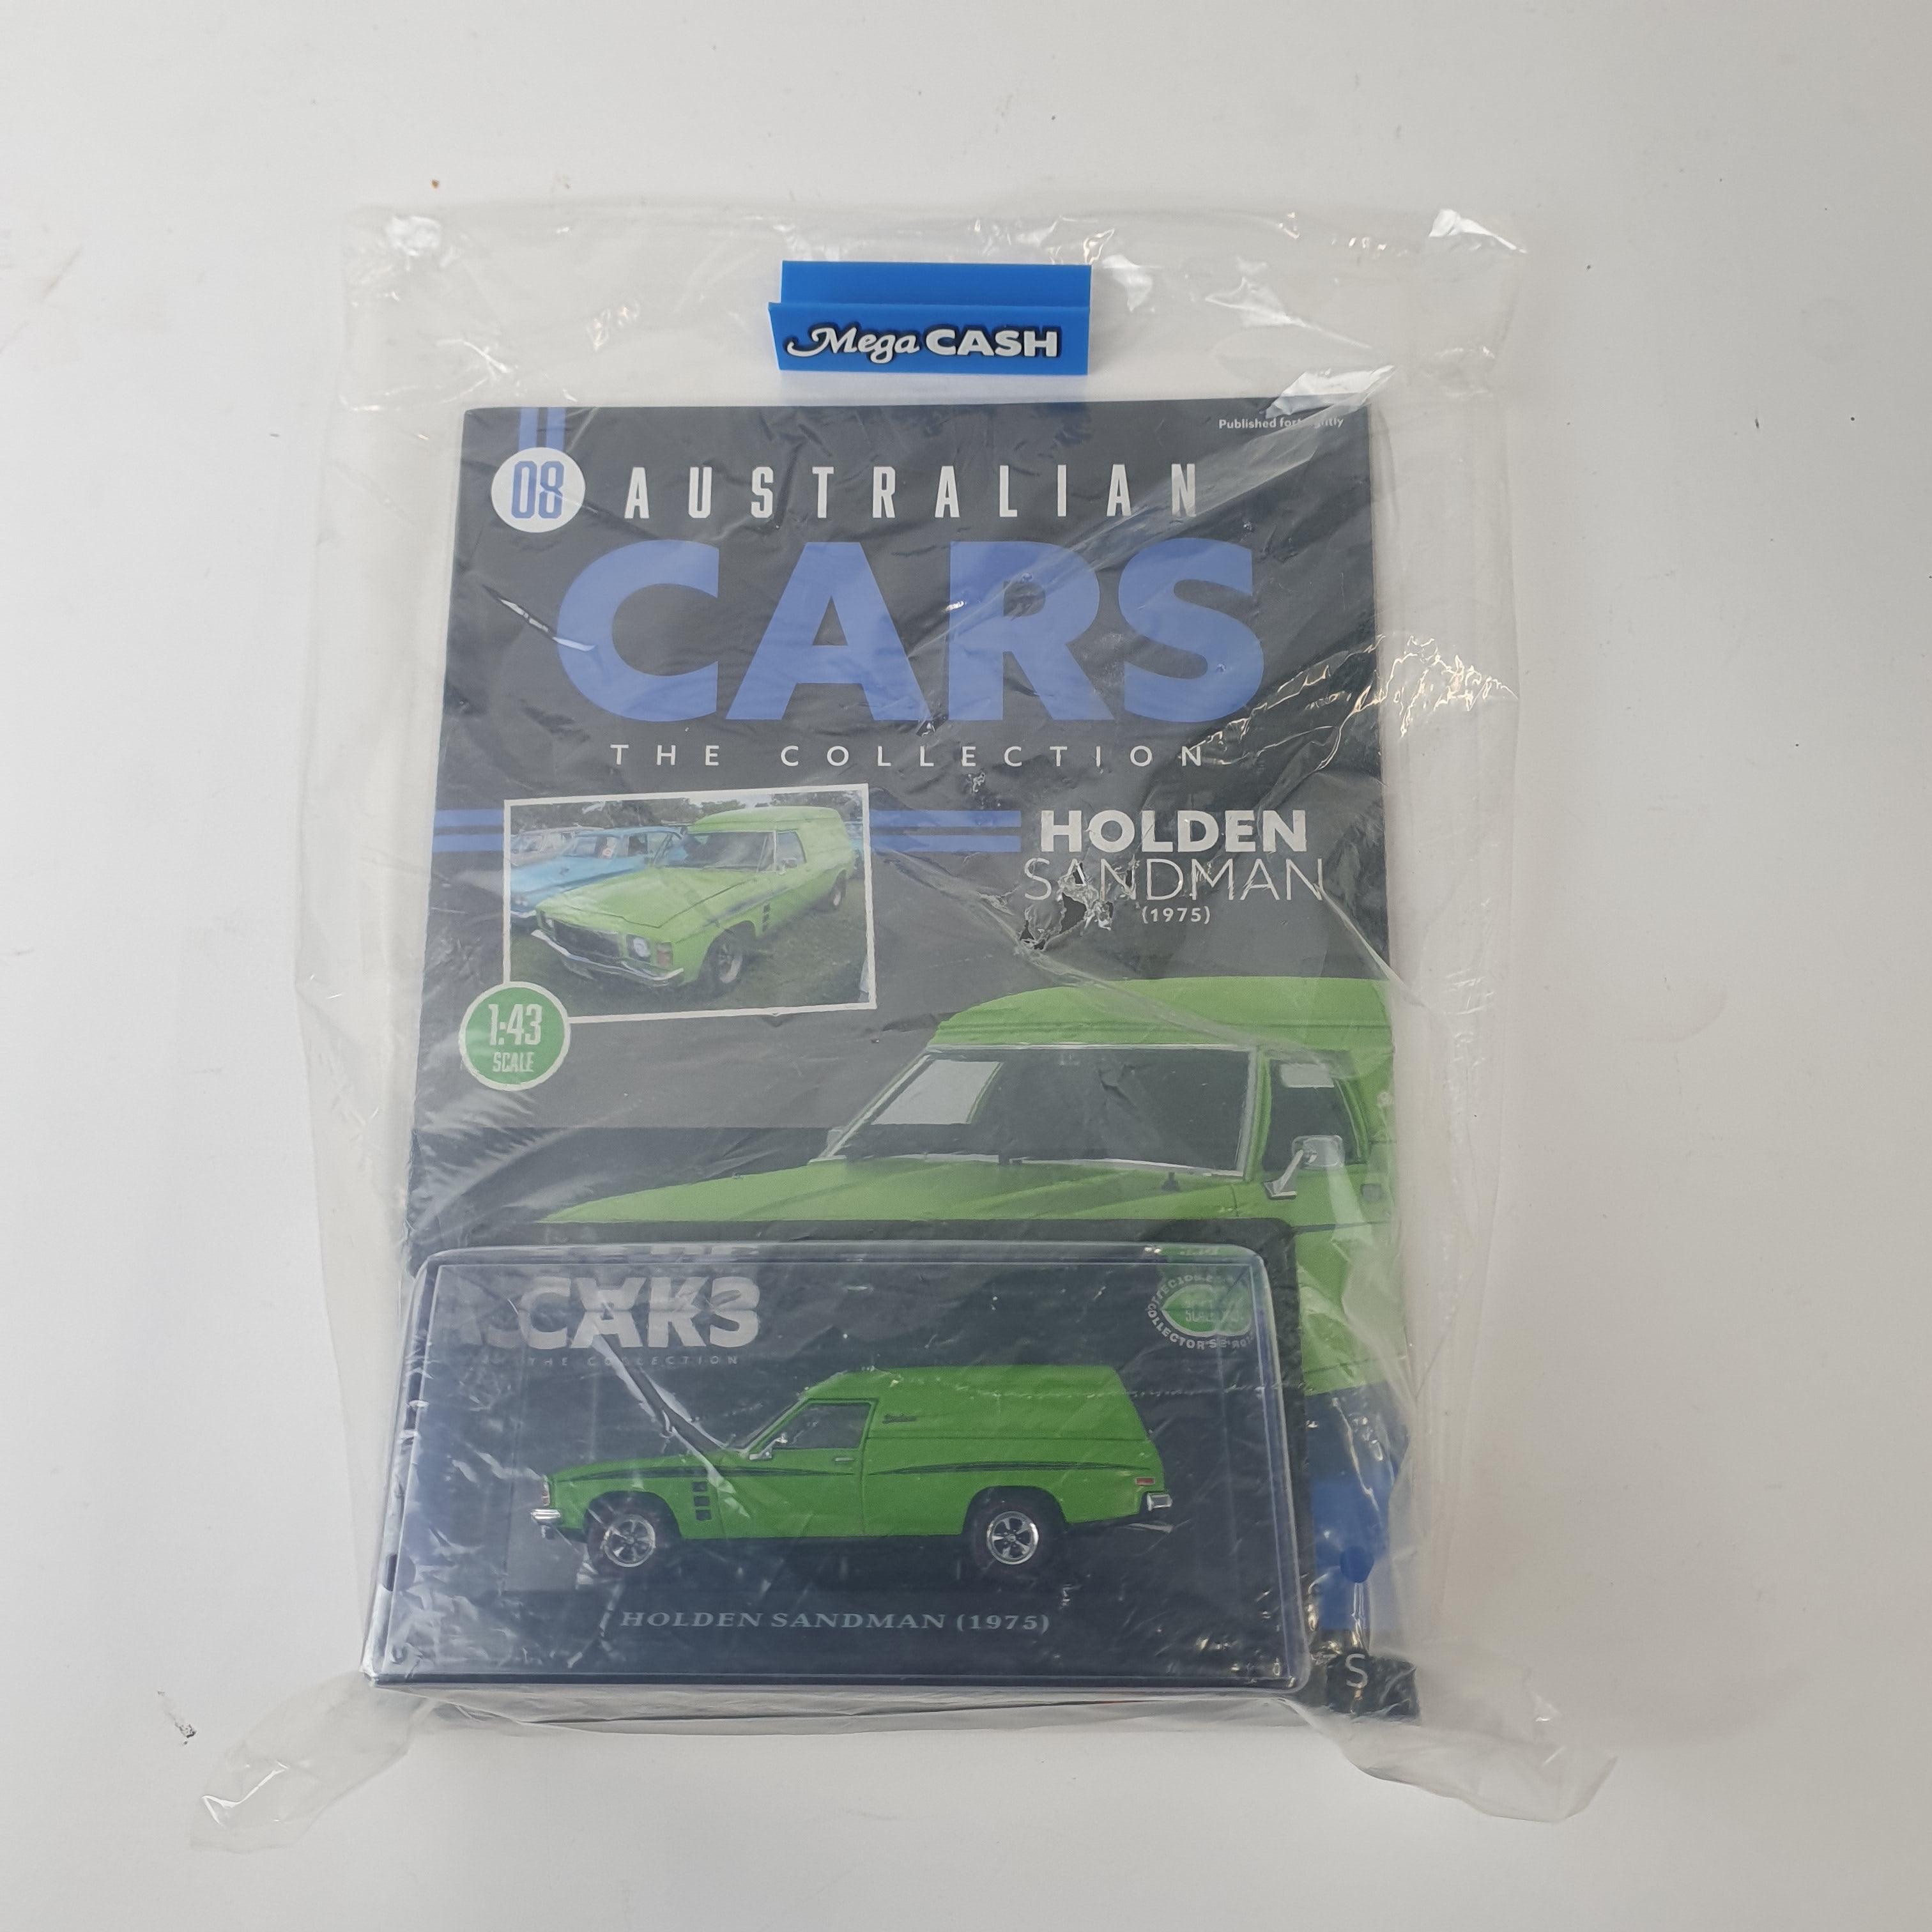 Mega CASH
Published fortnightly
08
AUSTRALIAN
CARS
THE COLLECTION
HOLDEN
SANDMAN
(1975)
1:43
SCALE
CARS
THE COLLECTION
HOLDEN SANDMAN (1975)
S